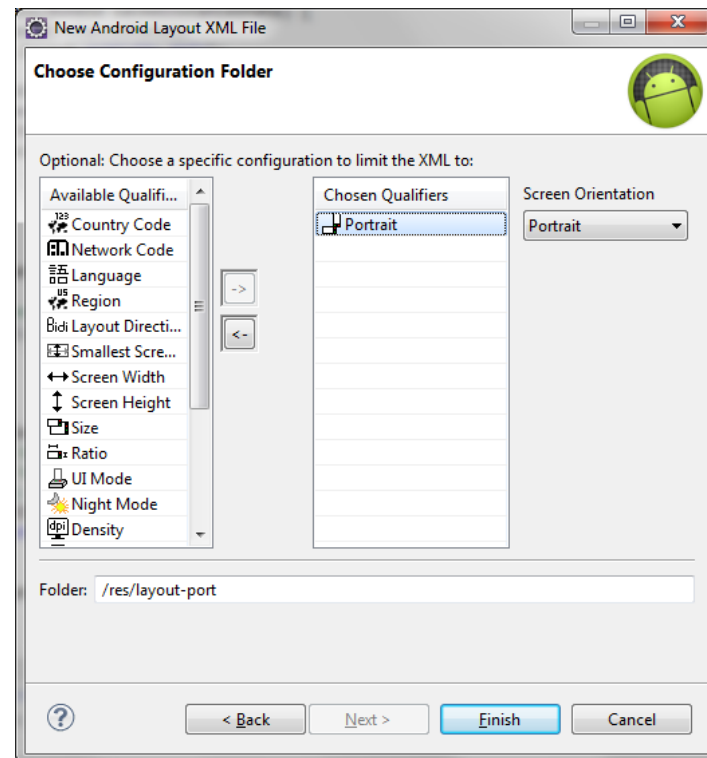 New Android Layout XML File
Choose Configuration Folder
Optional: Choose a specific configuration to limit the XML to:
Available Qualifi...
Country Code
Network Code
Language
Region
Layout Directi...
Smallest Scre...
Screen Width
Screen Height
Size
Ratio
UI Mode
Night Mode
Density
->
<-
Chosen Qualifiers
Portrait
Screen Orientation
Portrait
Folder: /res/layout-port
< Back
Next >
Finish
Cancel